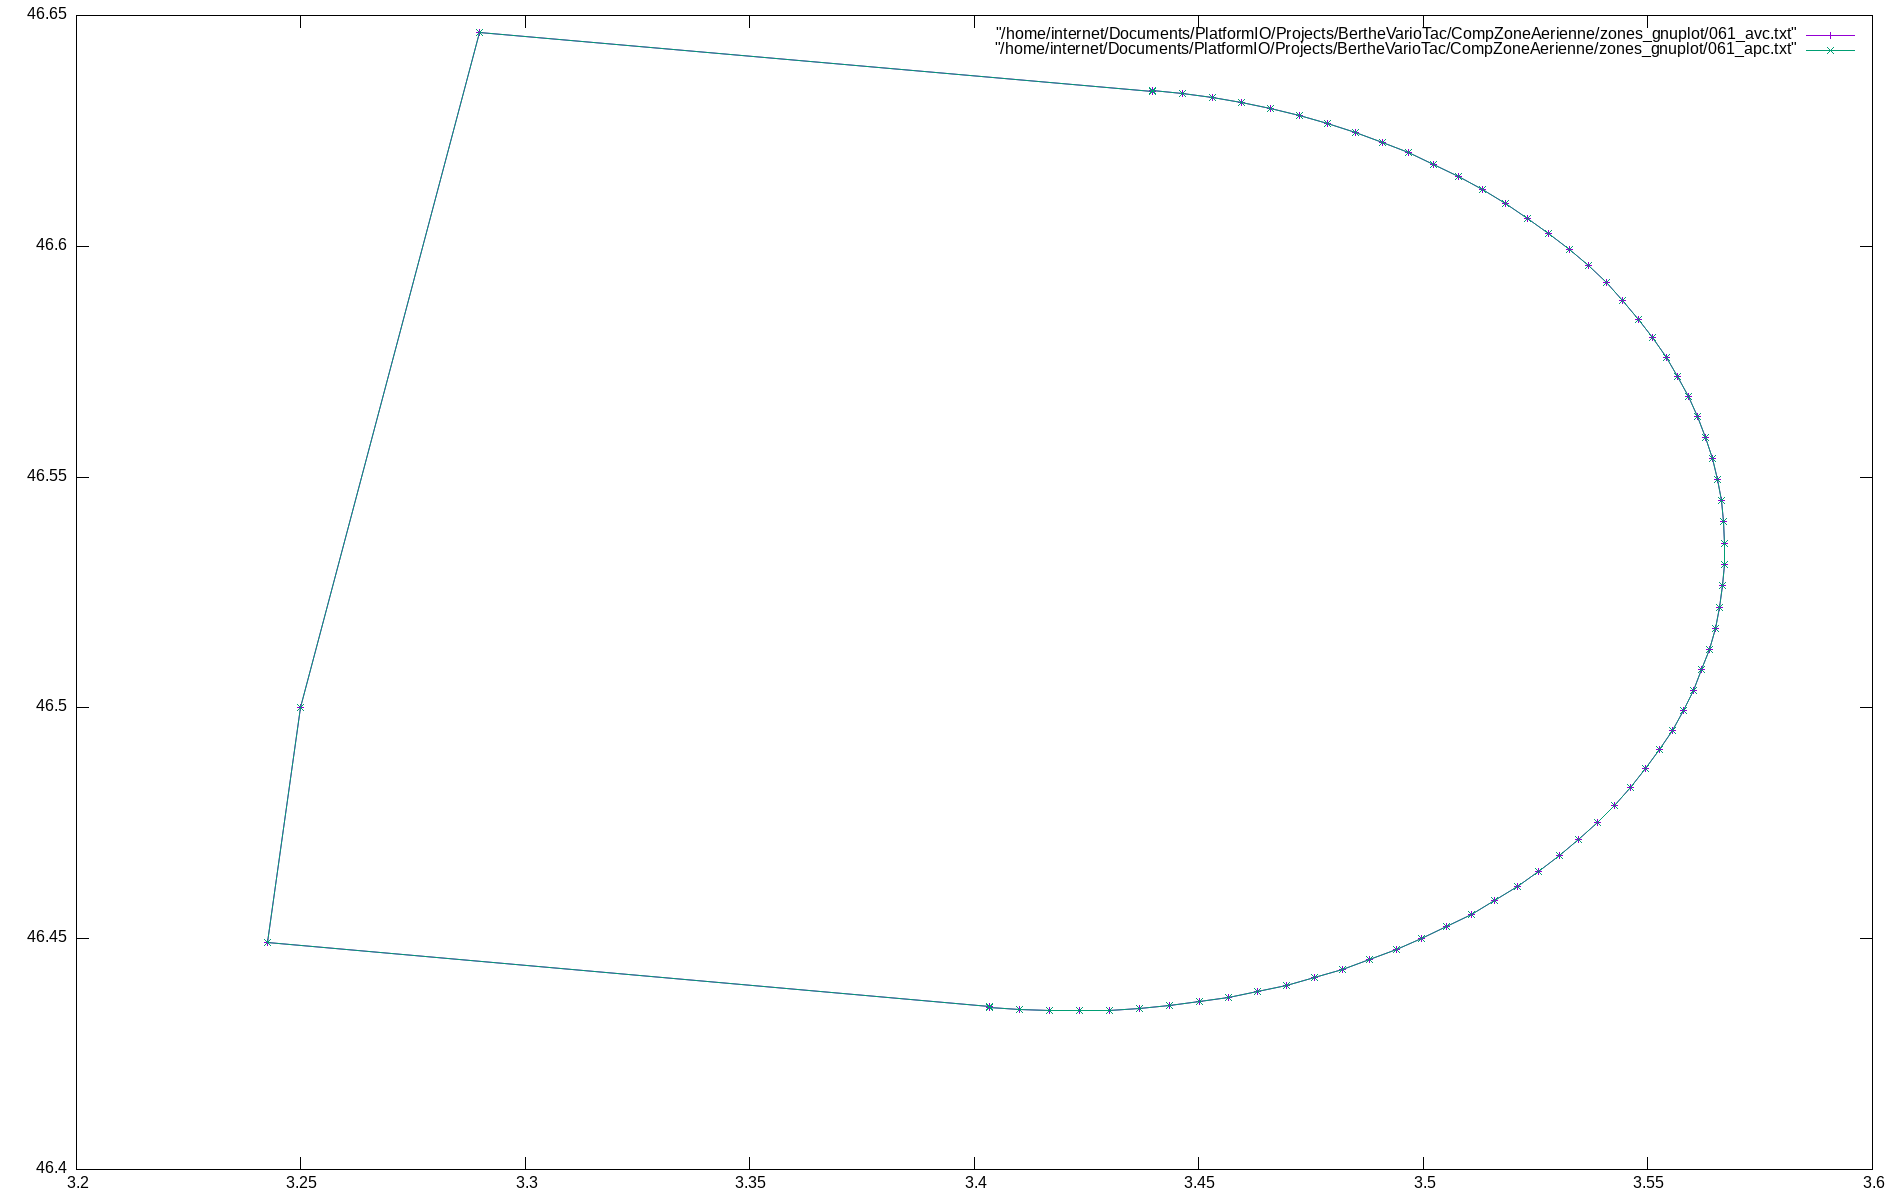 46.65
"/home/internet/Documents/PlatformIO/Projects/BertheVarioTac/CompZoneAerienne/zones_gnuplot/061_avc.txt"
"/home/internet/Documents/PlatformIO/Projects/BertheVarioTac/CompZoneAerienne/zones_gnuplot/061_apc.txt"
46.6
46.55
46.5
46.45
46.4
3.2 3.25 3.3 3.35 3.4 3.45 3.5 3.55 3.6